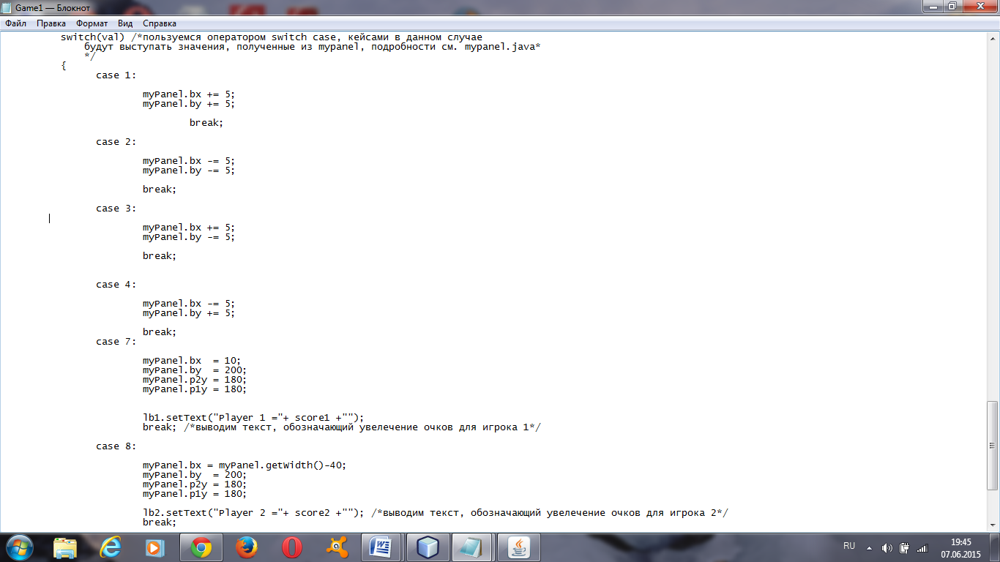 Game1 — Блокнот
Файл Правка Формат Вид Справка
switch(val) /*пользуемся оператором switch case, кейсами в данном случае
будут выступать значения, полученные из mypanel, подробности см. mypanel.java*
*/
{
case 1:
myPanel.bx += 5;
myPanel.by += 5;
break;
case 2:
myPanel.bx -= 5;
myPanel.by -= 5;
break;
case 3:
myPanel.bx += 5;
myPanel.by -= 5;
break;
case 4:
myPanel.bx -= 5;
myPanel.by += 5;
break;
case 7:
myPanel.bx  = 10;
myPanel.by  = 200;
myPanel.p2y = 180;
myPanel.p1y = 180;
lb1.setText("Player 1 ="+ score1 +"");
break; /*выводим текст, обозначающий увелечение очков для игрока 1*/
case 8:
myPanel.bx = myPanel.getWidth()-40;
myPanel.by  = 200;
myPanel.p2y = 180;
myPanel.p1y = 180;
lb2.setText("Player 2 ="+ score2 +""); /*выводим текст, обозначающий увелечение очков для игрока 2*/
break;
RU
19:45
07.06.2015